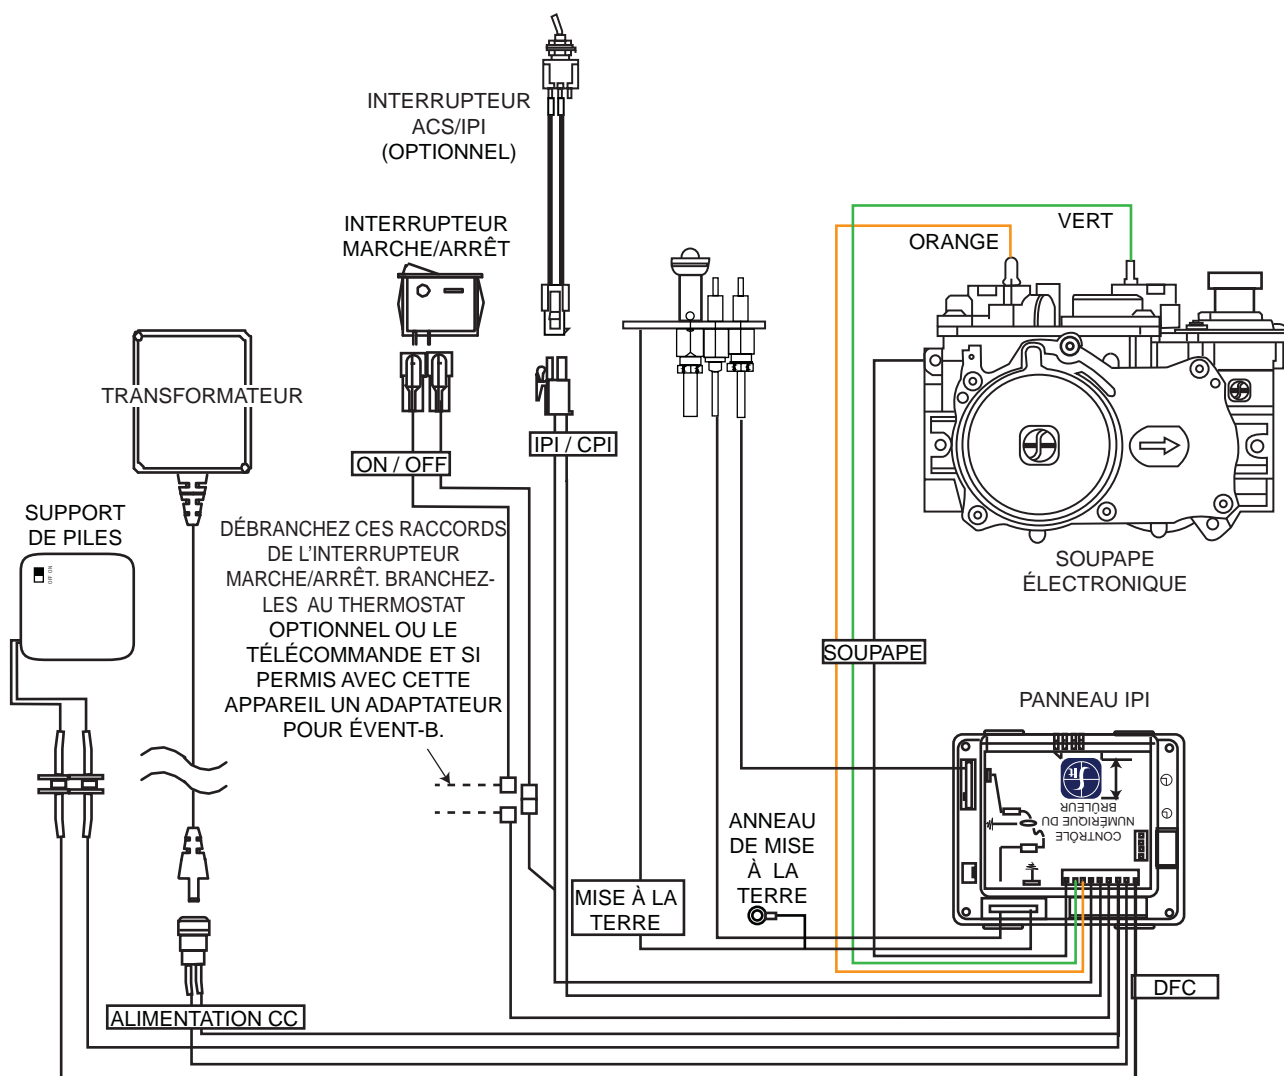 INTERRUPTEUR
ACS/IPI
(OPTIONNEL)
INTERRUPTEUR
MARCHE/ARRÊT
VERT
ORANGE
TRANSFORMATEUR
ON / OFF
IPI / CPI
SUPPORT
DE PILES
OFF ON
DÉBRANCHEZ CES RACCORDS
DE L'INTERRUPTEUR
MARCHE/ARRÊT. BRANCHEZ-
LES AU THERMOSTAT
OPTIONNEL OU LE
TÉLÉCOMMANDE ET SI
PERMIS AVEC CETTE
APPAREIL UN ADAPTATEUR
POUR ÉVENT-B.
SOUPAPE
ÉLECTRONIQUE
SOUPAPE
PANNEAU IPI
CONTRÔLE
NUMÉRIQUE DU
BRÛLEUR
ANNEAU
DE MISE
À LA
TERRE
MISE À LA
TERRE
DFC
ALIMENTATION CC